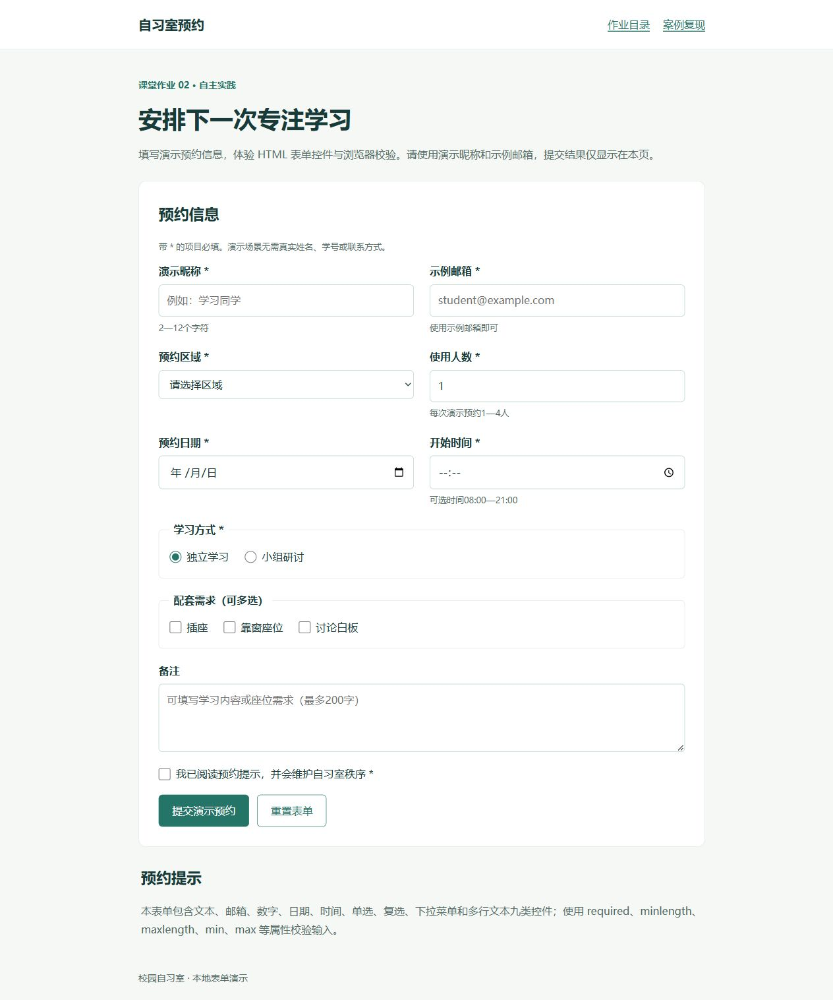 自习室预约
作业目录 案例复现
课堂作业 02 • 自主实践
安排下一次专注学习
填写演示预约信息，体验 HTML 表单控件与浏览器校验。请使用演示昵称和示例邮箱，提交结果仅显示在本页。
预约信息
带 * 的项目必填。演示场景无需真实姓名、学号或联系方式。
演示昵称 *
例如：学习同学
2—12个字符
示例邮箱 *
student@example.com
使用示例邮箱即可
预约区域 *
请选择区域
使用人数 *
1
每次演示预约1—4人
预约日期 *
年 /月/日
开始时间 *
--:--
可选时间08:00—21:00
学习方式 *
独立学习 小组研讨
配套需求（可多选）
插座 靠窗座位 讨论白板
备注
可填写学习内容或座位需求（最多200字）
我已阅读预约提示，并会维护自习室秩序 *
提交演示预约 重置表单
预约提示
本表单包含文本、邮箱、数字、日期、时间、单选、复选、下拉菜单和多行文本九类控件；使用 required、minlength、
maxlength、min、max 等属性校验输入。
校园自习室 · 本地表单演示